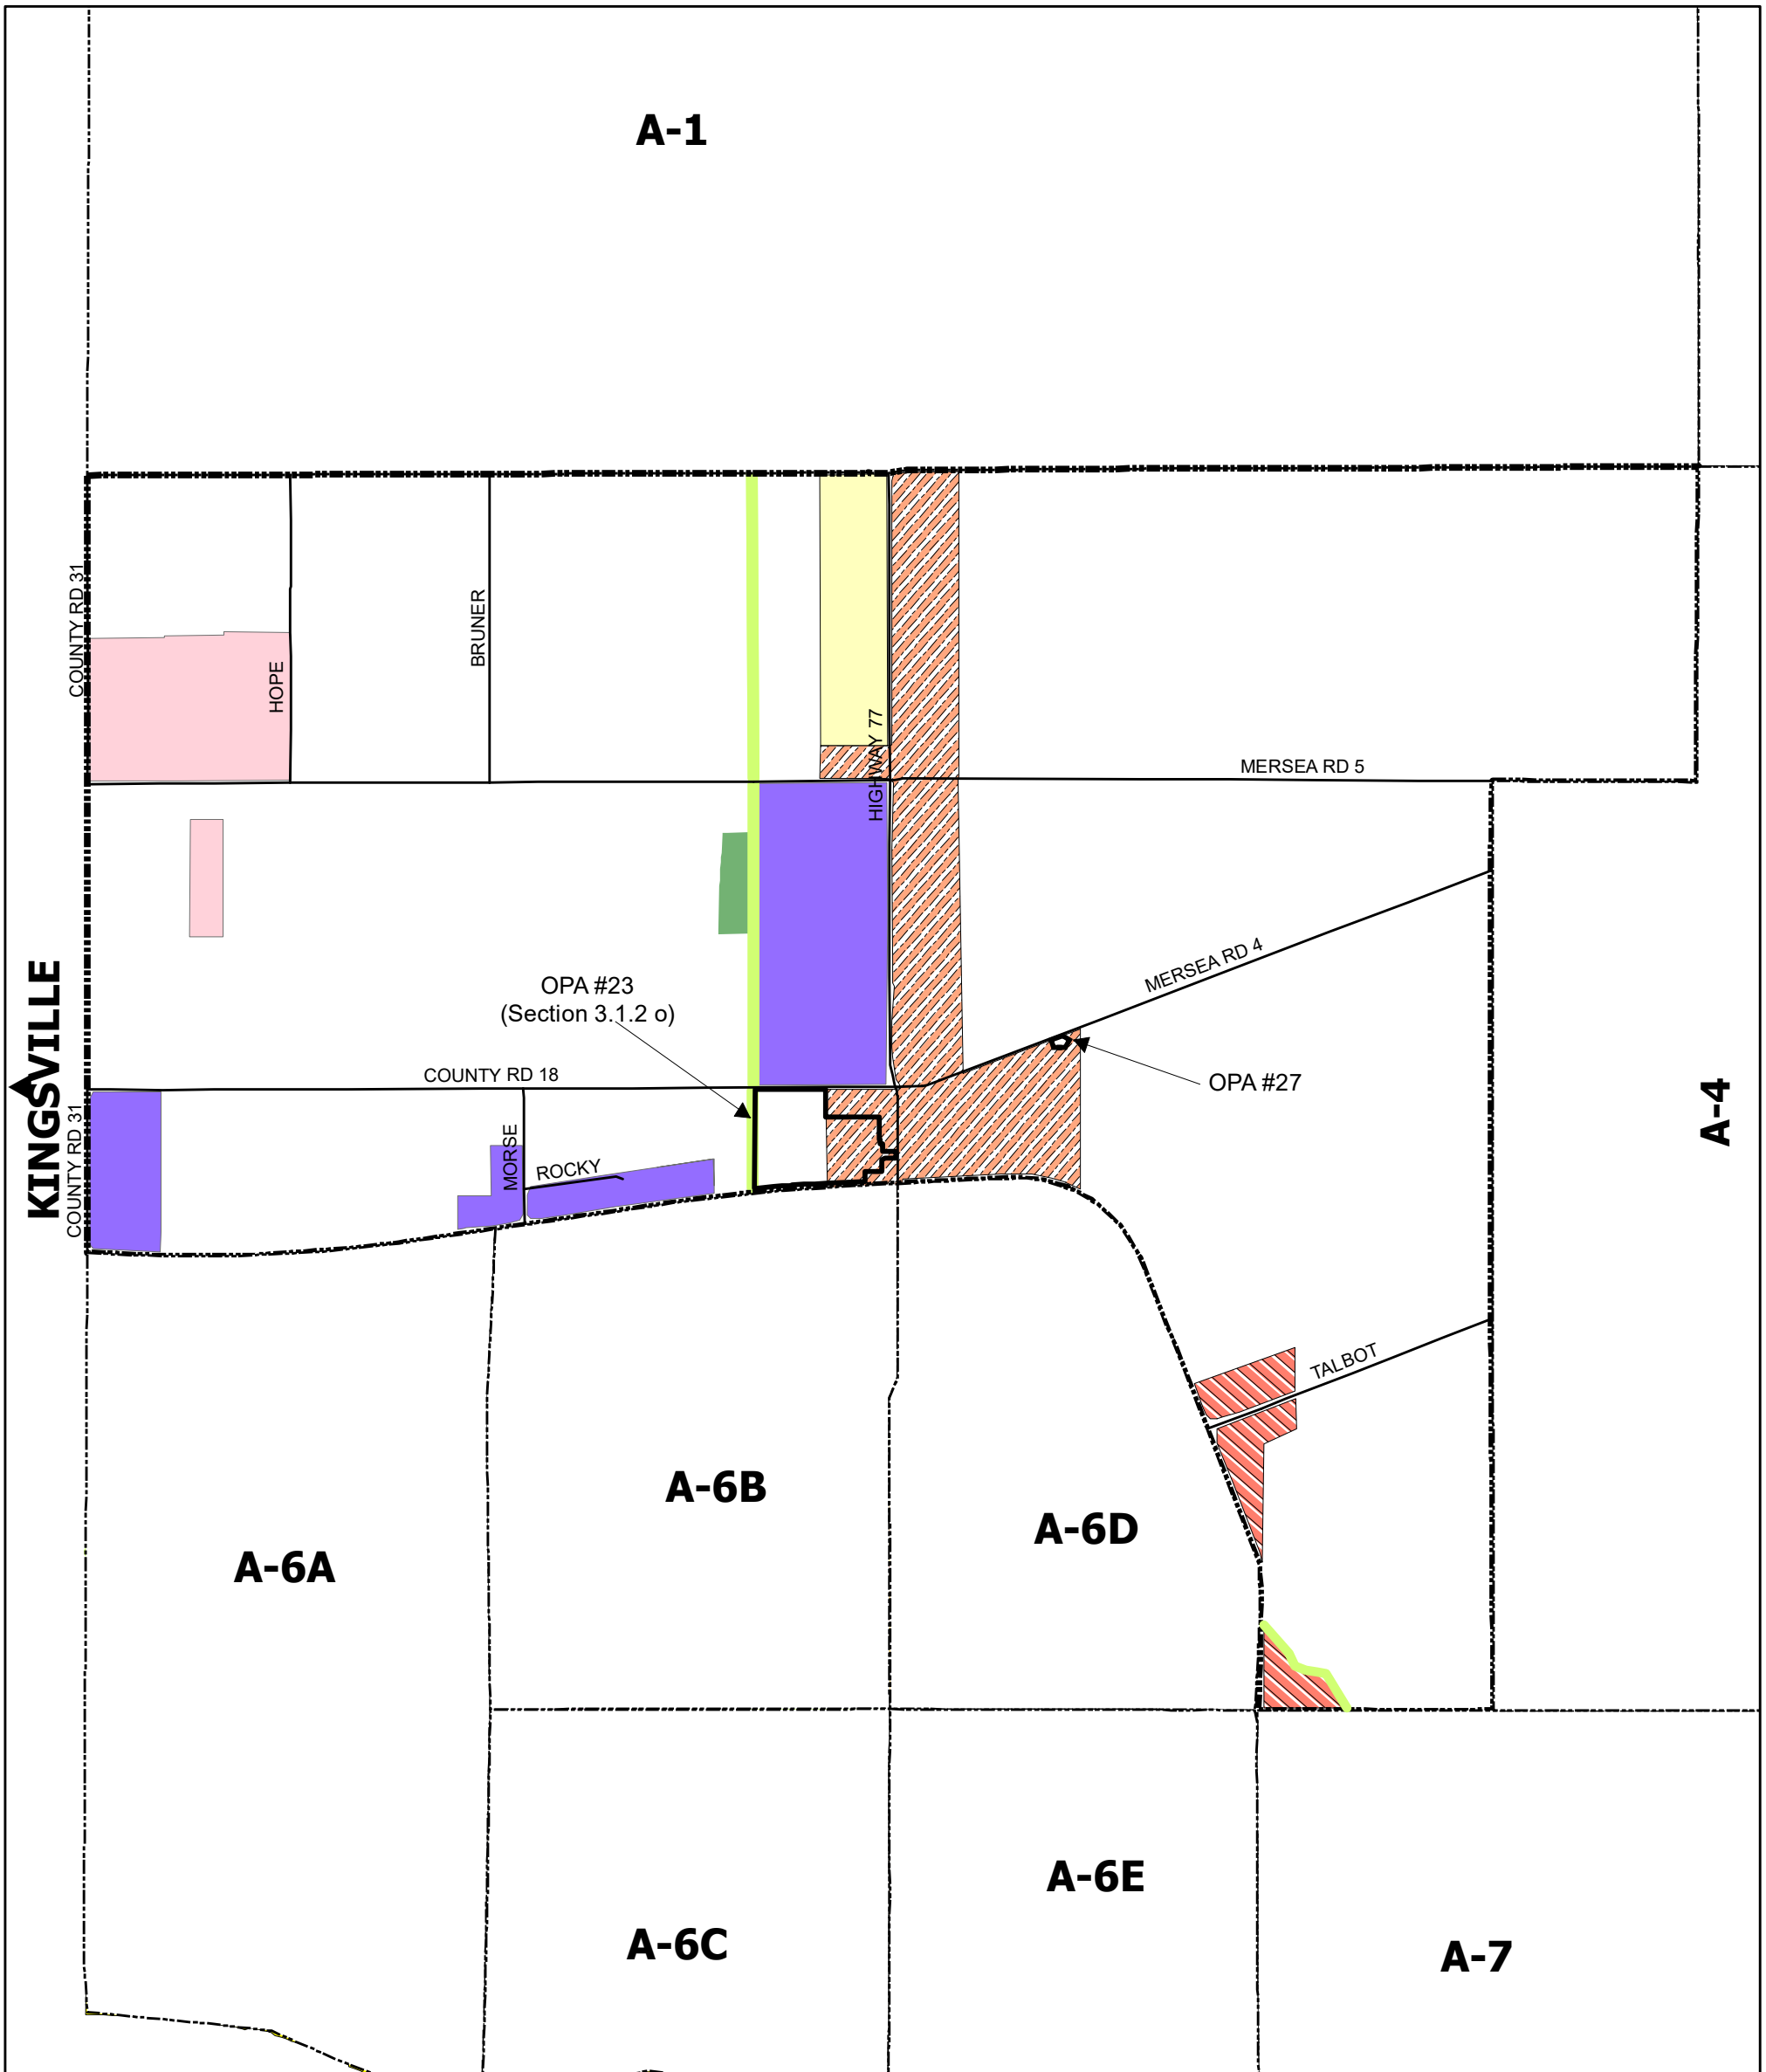 A-1
COUNTY RD 31
HOPE
BRUNER
HIGHWAY 77
MERSEA RD 5
MERSEA RD 4
OPA #23
(Section 3.1.2 o)
KINGSVILLE
COUNTY RD 18
OPA #27
A-4
COUNTY RD 31
MORSE
ROCKY
TALBOT
A-6B
A-6D
A-6A
A-6E
A-6C
A-7